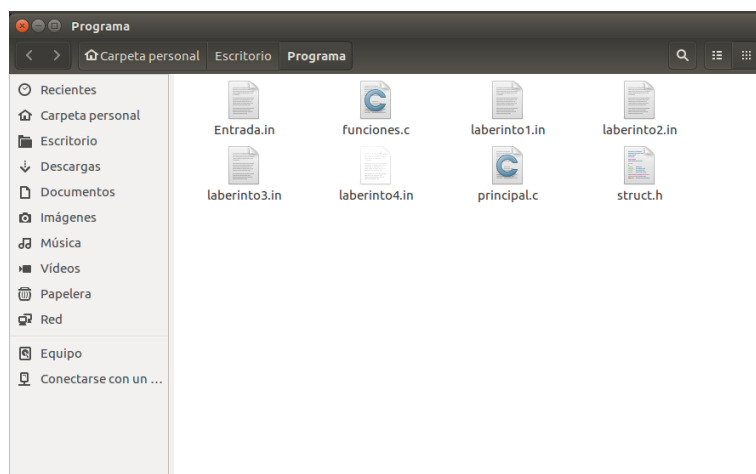 Programa
Carpeta personal Escritorio Programa
Recientes
Carpeta personal
Escritorio
Descargas
Documentos
Imágenes
Música
Vídeos
Papelera
Red
Equipo
Conectarse con un ...
Entrada.in funciones.c laberinto1.in laberinto2.in
laberinto3.in laberinto4.in principal.c struct.h